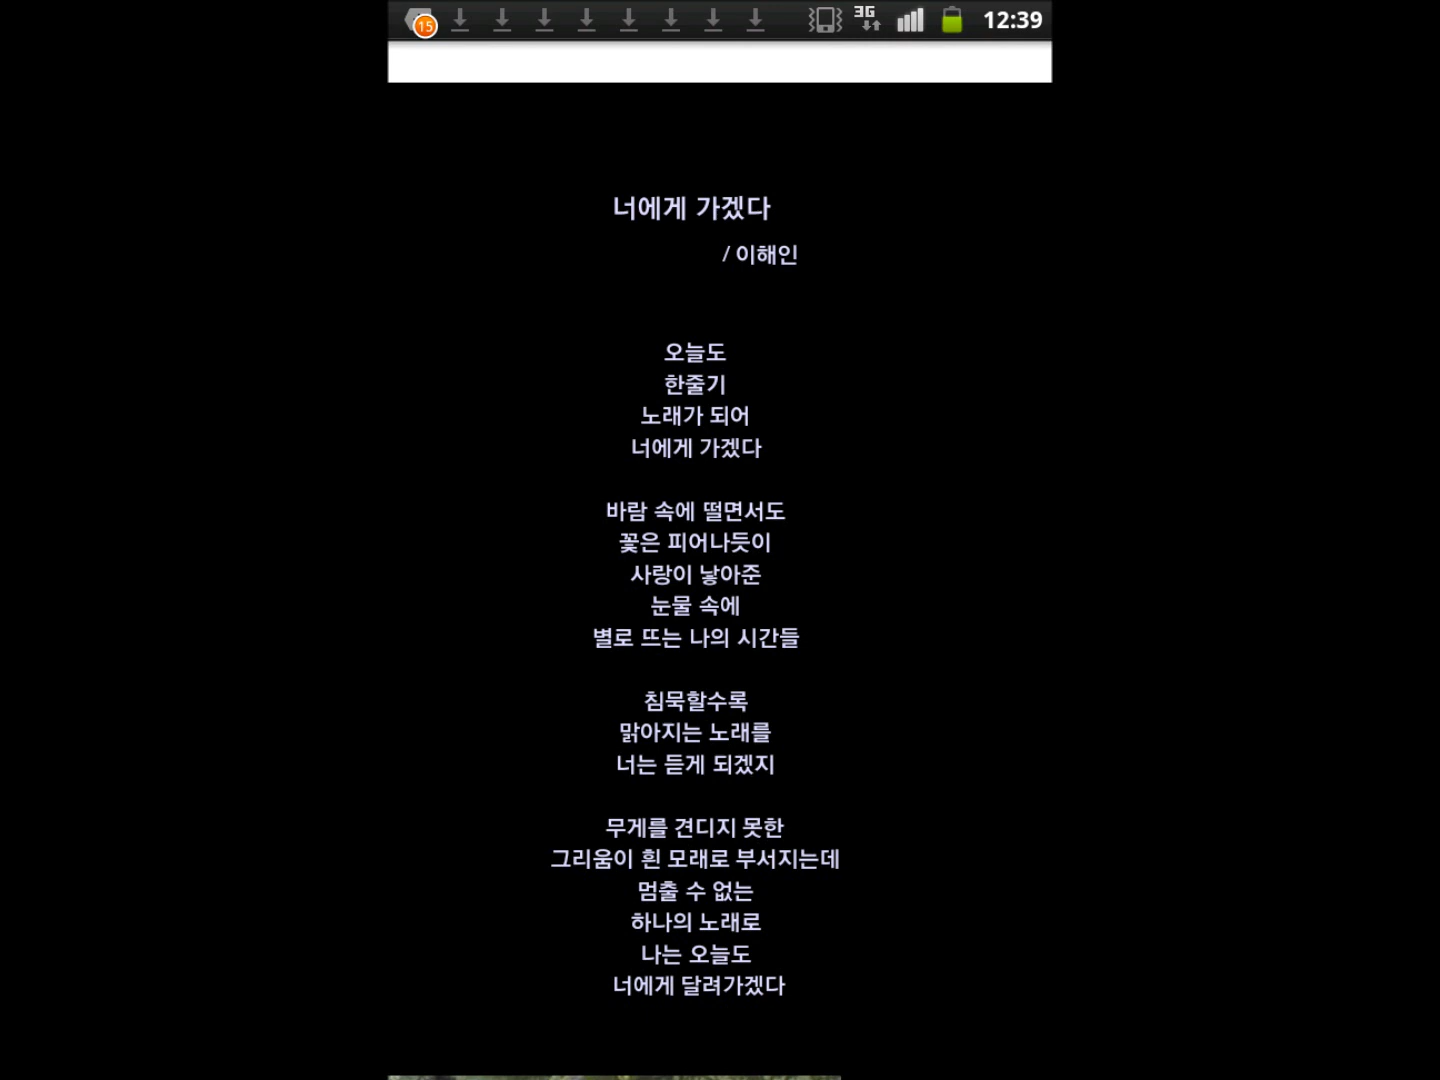 15
3G
12:39
너에게 가겠다
/ 이해인
오늘도
한줄기
노래가 되어
너에게 가겠다
바람 속에 떨면서도
꽃은 피어나듯이
사랑이 낳아준
눈물 속에
별로 뜨는 나의 시간들
침묵할수록
맑아지는 노래를
너는 듣게 되겠지
무게를 견디지 못한
그리움이 흰 모래로 부서지는데
멈출 수 없는
하나의 노래로
나는 오늘도
너에게 달려가겠다